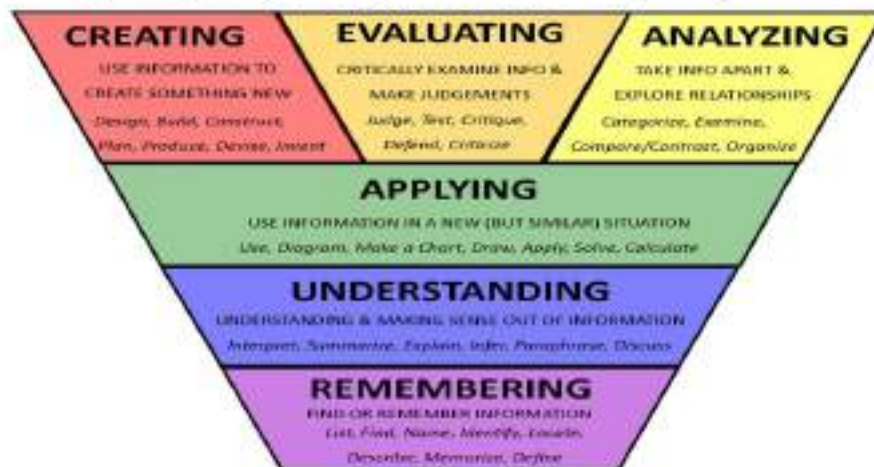 CREATING
USE INFORMATION TO
CREATE SOMETHING NEW
Design, Build, Construct,
Plan, Produce, Devise, Invent
EVALUATING
CRITICALLY EXAMINE INFO &
MAKE JUDGEMENTS
Judge, Test, Critique,
Defend, Criticize
ANALYZING
TAKE INFO APART &
EXPLORE RELATIONSHIPS
Categorize, Examine,
Compare/Contrast, Organize
APPLYING
USE INFORMATION IN A NEW (BUT SIMILAR) SITUATION
Use, Diagram, Make a Chart, Draw, Apply, Solve, Calculate
UNDERSTANDING
UNDERSTANDING & MAKING SENSE OUT OF INFORMATION
Interpret, Summarize, Explain, Infer, Paraphrase, Discuss
REMEMBERING
FIND OR REMEMBER INFORMATION
List, Find, Name, Identify, Locate,
Describe, Memorize, Define